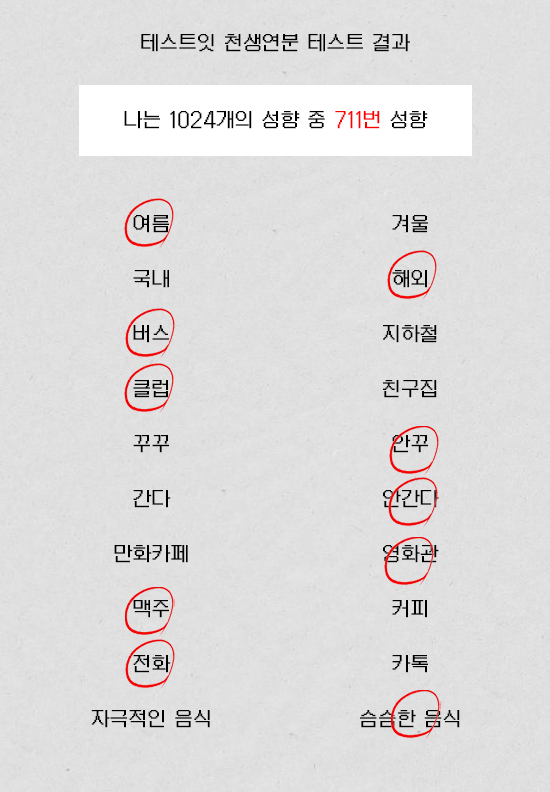 테스트잇 천생연분 테스트 결과
나는 1024개의 성향 중 711번 성향
여름 겨울
국내 해외
버스 지하철
클럽 친구집
꾸꾸 안꾸
간다 안간다
만화카페 영화관
맥주 커피
전화 카톡
자극적인 음식 슴슴한 음식